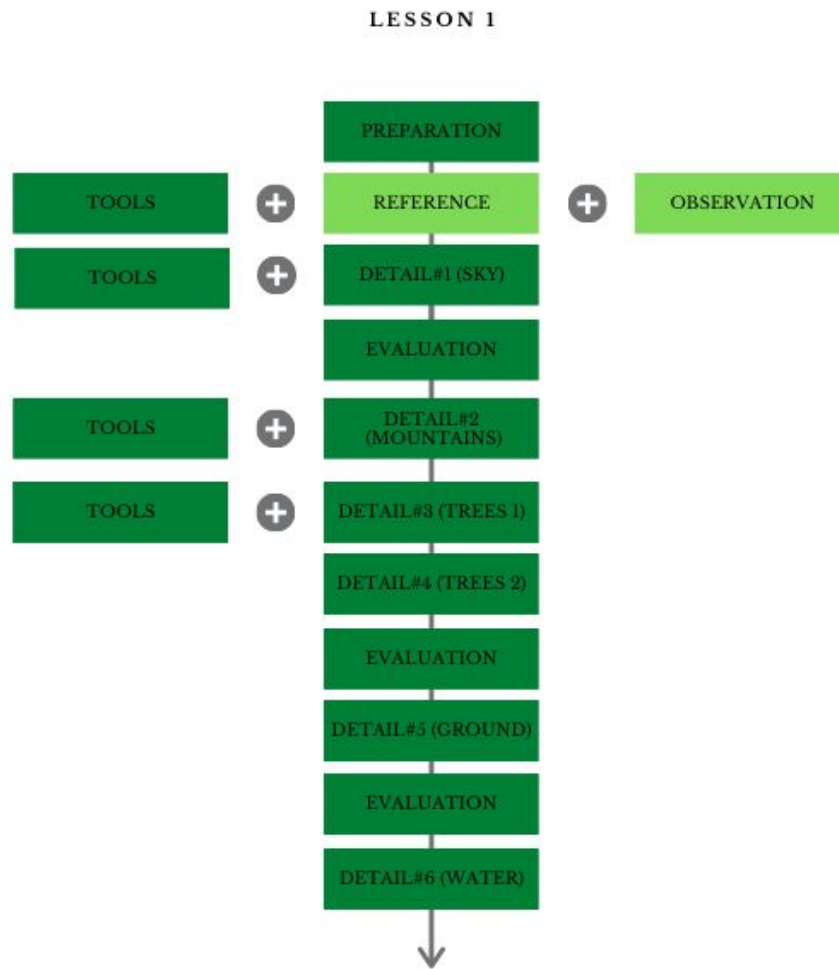 LESSON 1
PREPARATION
TOOLS
REFERENCE
OBSERVATION
TOOLS
DETAIL#1 (SKY)
EVALUATION
TOOLS
DETAIL#2
(MOUNTAINS)
TOOLS
DETAIL#3 (TREES 1)
DETAIL#4 (TREES 2)
EVALUATION
DETAIL#5 (GROUND)
EVALUATION
DETAIL#6 (WATER)